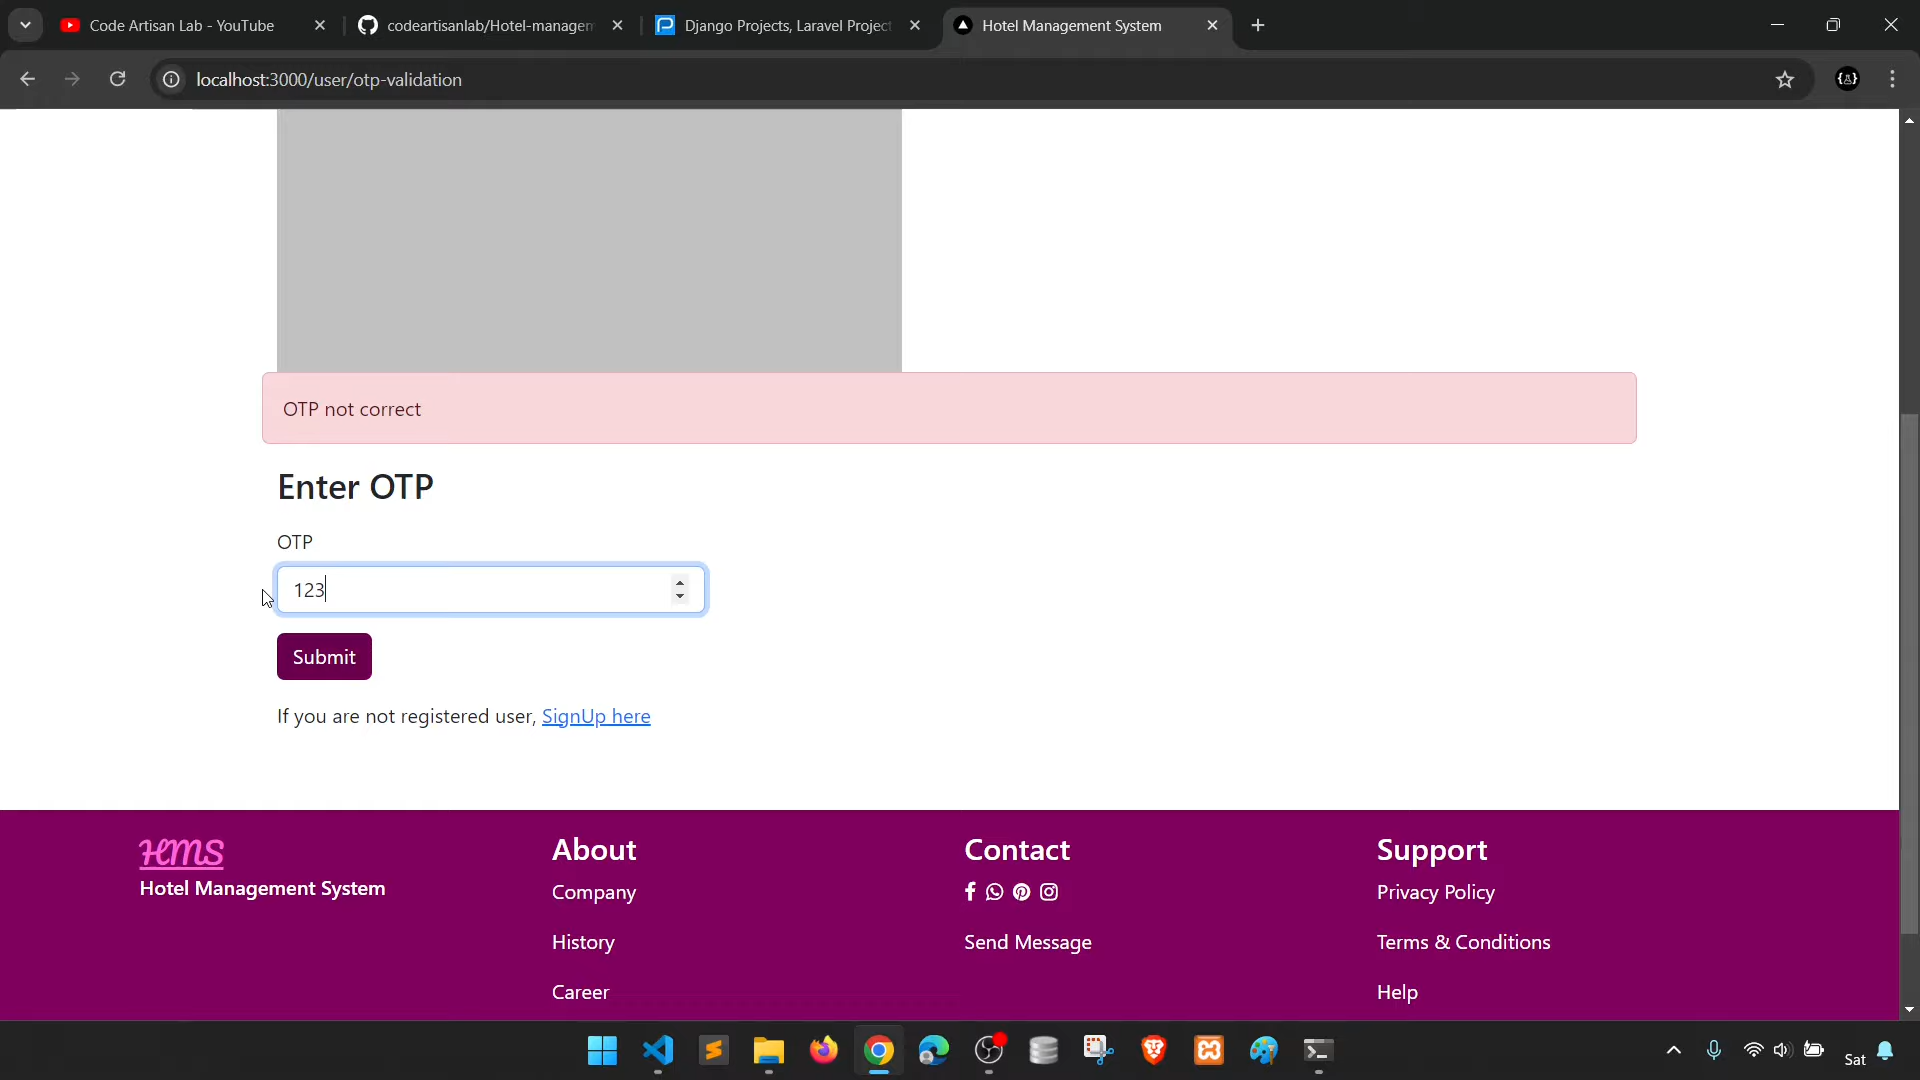 Code Artisan Lab - YouTube
codeartisanlab/Hotel-managem
Django Projects, Laravel Project
Hotel Management System
localhost:3000/user/otp-validation
OTP not correct
Enter OTP
OTP
123
Submit
If you are not registered user, SignUp here
HMS
Hotel Management System
About
Company
History
Career
Contact
Send Message
Support
Privacy Policy
Terms & Conditions
Help
Sat